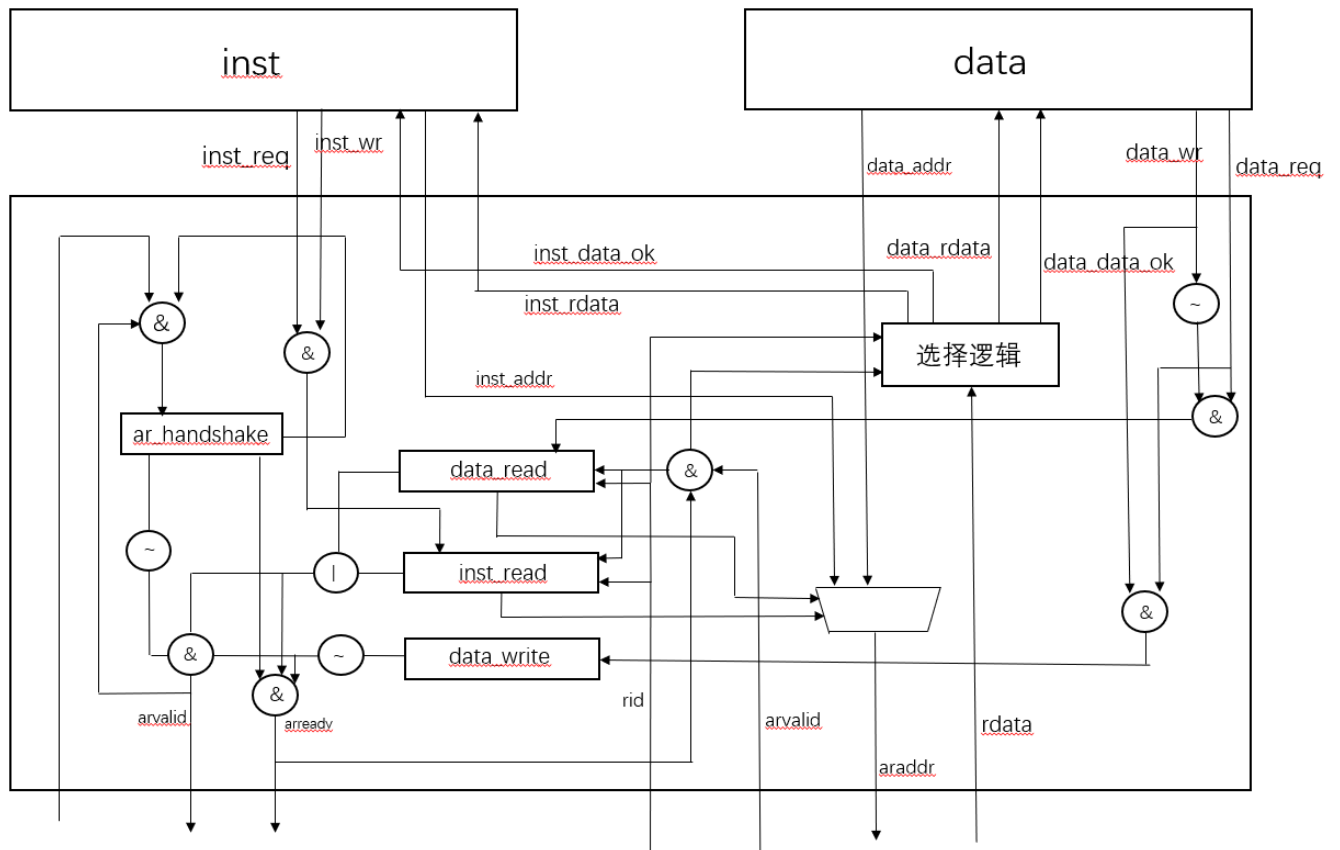 inst
data
inst_req
inst_wr
data_addr
data_wr
data_req
inst_data_ok
data_rdata
data_data_ok
inst_rdata
&
&
~
选择逻辑
inst_addr
&
ar_handshake
data_read
&
~
|
inst_read
&
&
~
data_write
&
arvalid
arready
rid
arvalid
rdata
araddr